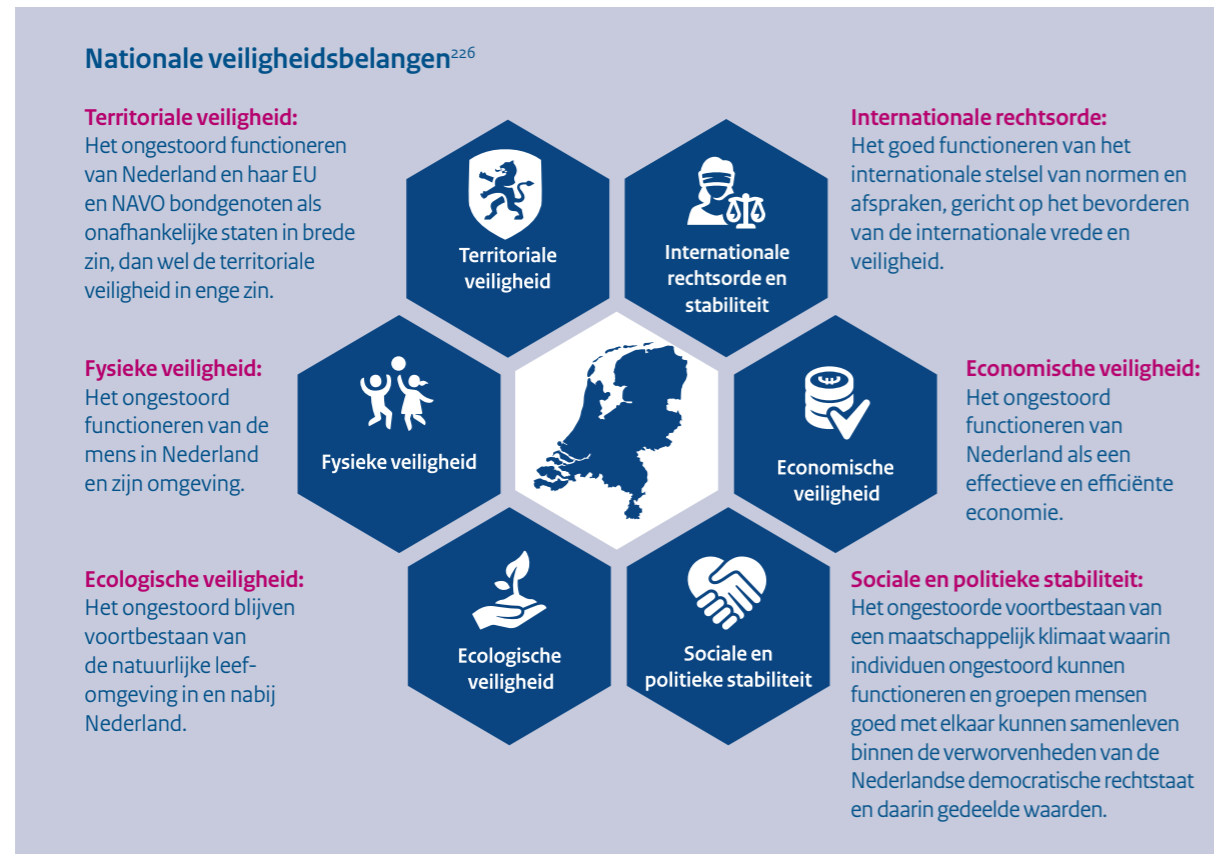 Nationale veiligheidsbelangen²²⁶
Territoriale veiligheid:
Het ongestoord functioneren
van Nederland en haar EU
en NAVO bondgenoten als
onafhankelijke staten in brede
zin, dan wel de territoriale
veiligheid in enge zin.
Territoriale
veiligheid
Internationale
rechtsorde en
stabiliteit
Internationale rechtsorde:
Het goed functioneren van het
internationale stelsel van normen en
afspraken, gericht op het bevorderen
van de internationale vrede en
veiligheid.
Fysieke veiligheid:
Het ongestoord
functioneren van de
mens in Nederland
en zijn omgeving.
Fysieke veiligheid
Economische
veiligheid
Economische veiligheid:
Het ongestoord
functioneren van
Nederland als een
effectieve en efficiënte
economie.
Ecologische veiligheid:
Het ongestoord blijven
voortbestaan van
de natuurlijke leef-
omgeving in en nabij
Nederland.
Ecologische
veiligheid
Sociale en
politieke stabiliteit
Sociale en politieke stabiliteit:
Het ongestoorde voortbestaan van
een maatschappelijk klimaat waarin
individuen ongestoord kunnen
functioneren en groepen mensen
goed met elkaar kunnen samenleven
binnen de verworvenheden van de
Nederlandse democratische rechtstaat
en daarin gedeelde waarden.